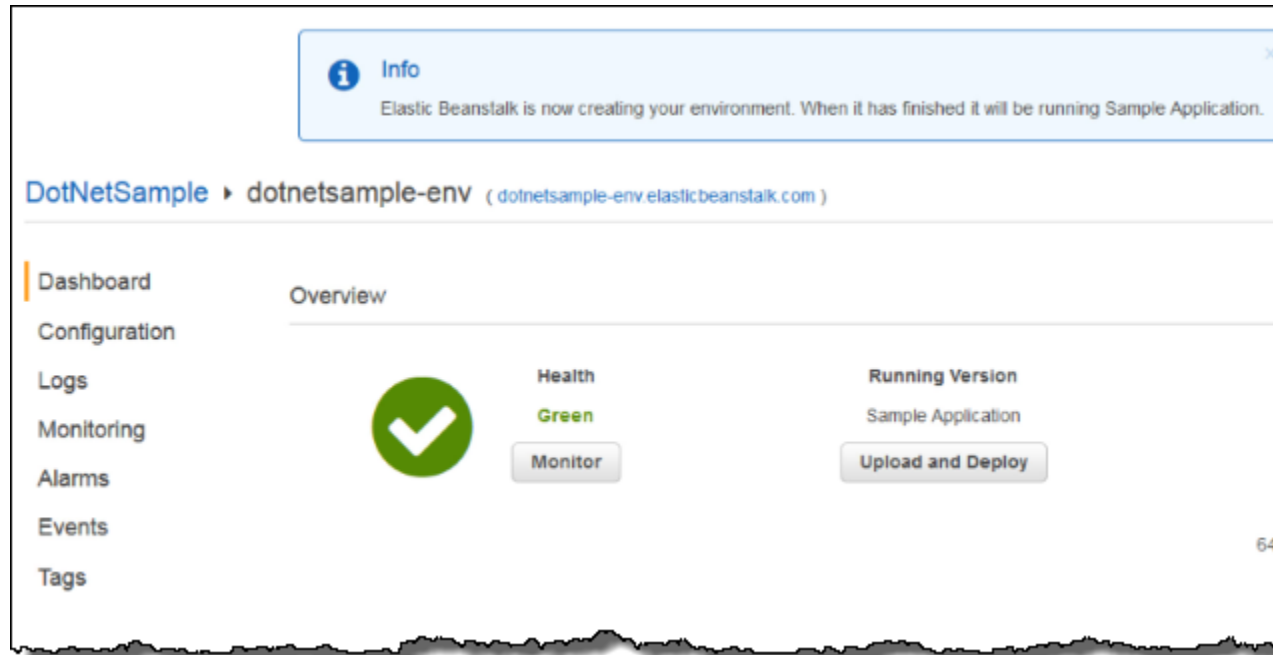 Info
Elastic Beanstalk is now creating your environment. When it has finished it will be running Sample Application.
DotNetSample ▸ dotnetsample-env ( dotnetsample-env.elasticbeanstalk.com )
Dashboard
Configuration
Logs
Monitoring
Alarms
Events
Tags
Overview
Health
Green
Monitor
Running Version
Sample Application
Upload and Deploy
64